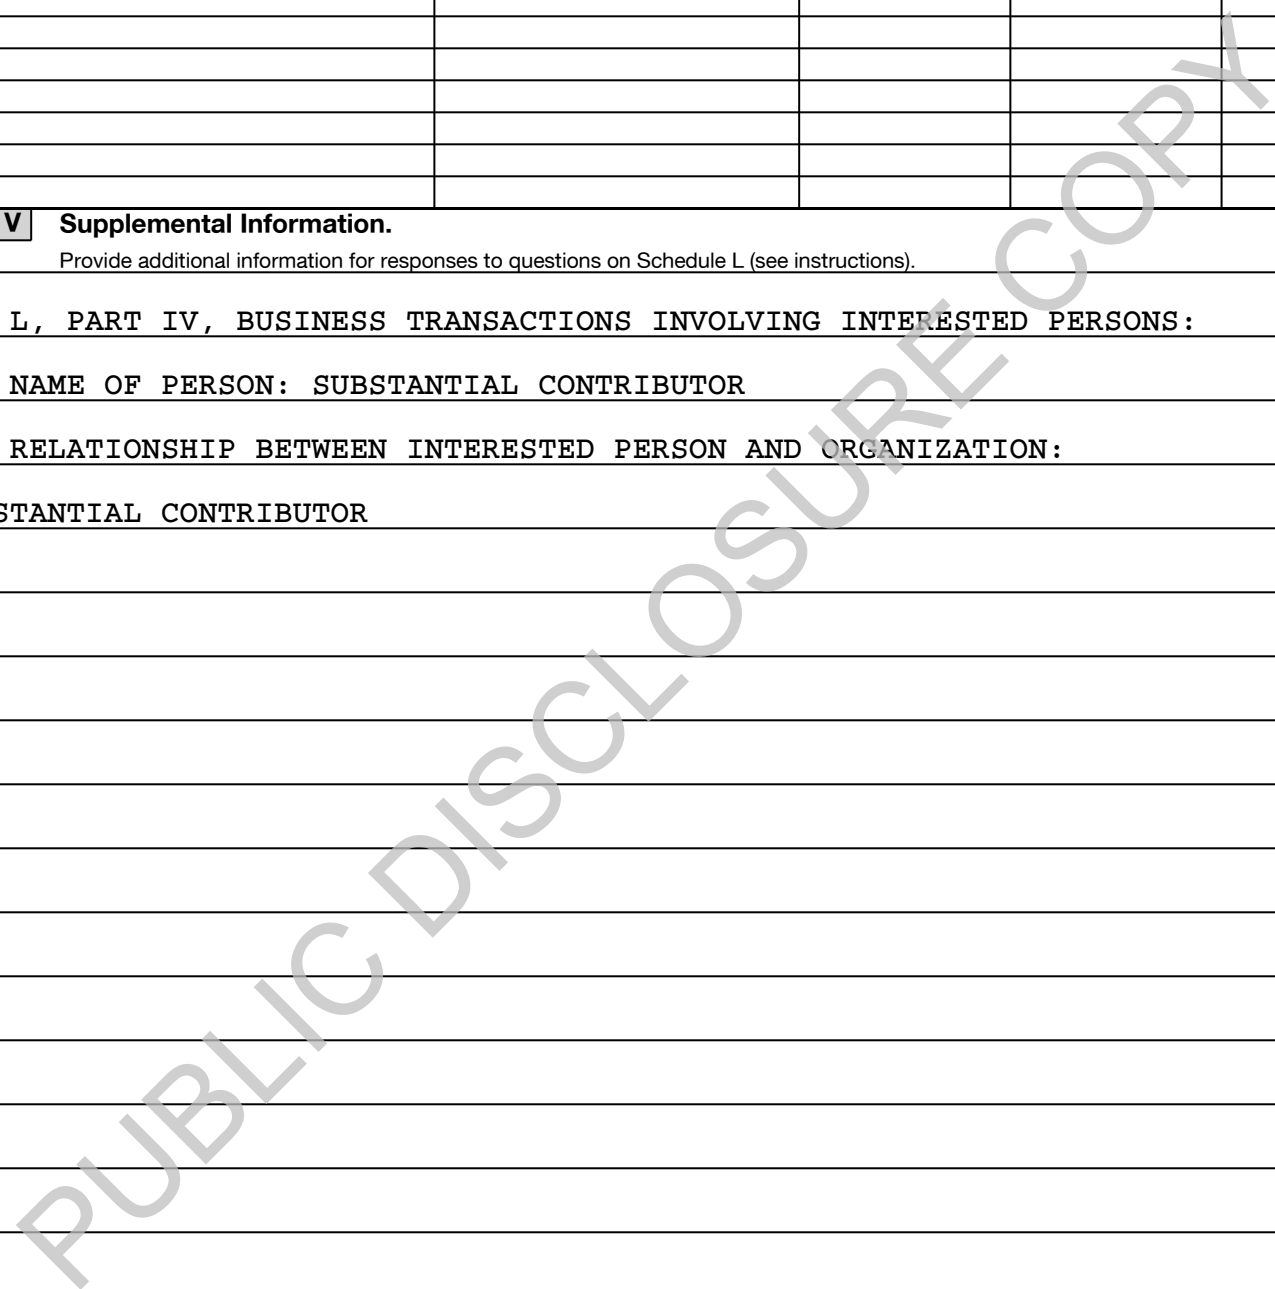 V Supplemental Information.
Provide additional information for responses to questions on Schedule L (see instructions).
L, PART IV, BUSINESS TRANSACTIONS INVOLVING INTERESTED PERSONS:
NAME OF PERSON: SUBSTANTIAL CONTRIBUTOR
RELATIONSHIP BETWEEN INTERESTED PERSON AND ORGANIZATION:
STANTIAL CONTRIBUTOR
PUBLIC DISCLOSURE COPY